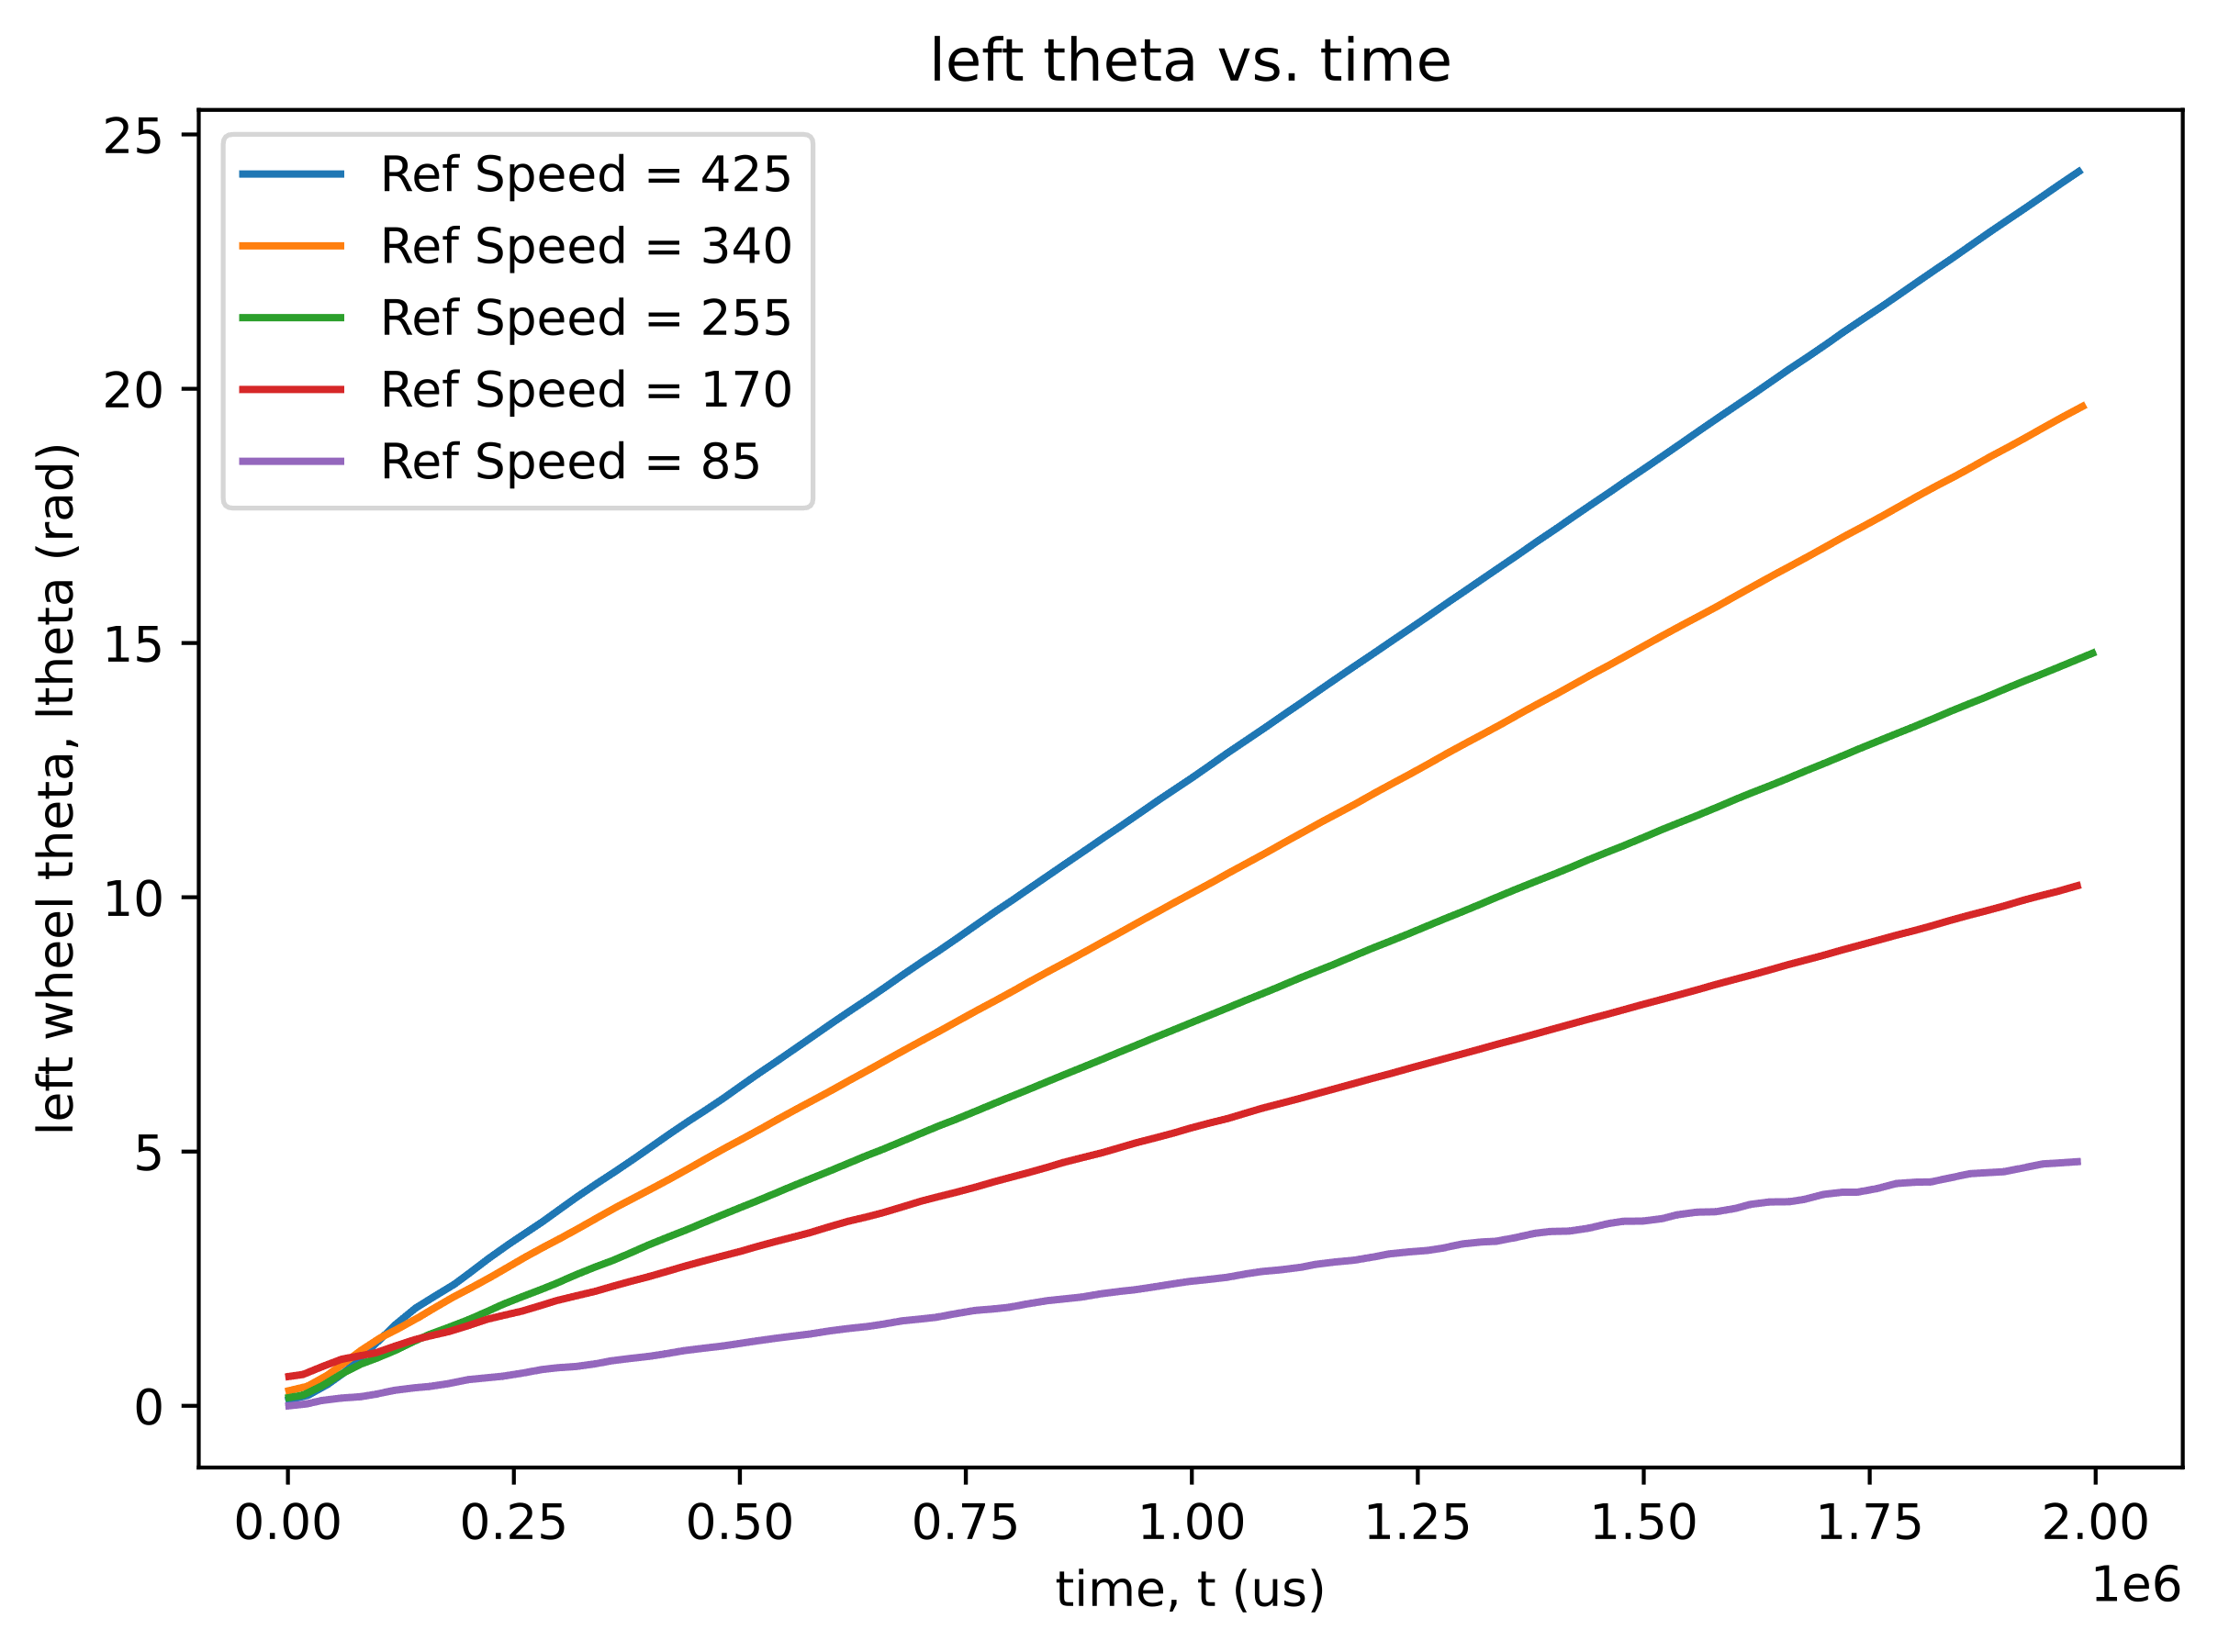 left theta vs. time
left wheel theta, ltheta (rad)
25
20
15
10
5
0
Ref Speed = 425
Ref Speed = 340
Ref Speed = 255
Ref Speed = 170
Ref Speed = 85
0.00 0.25 0.50 0.75 1.00 1.25 1.50 1.75 2.00
1e6
time, t (us)